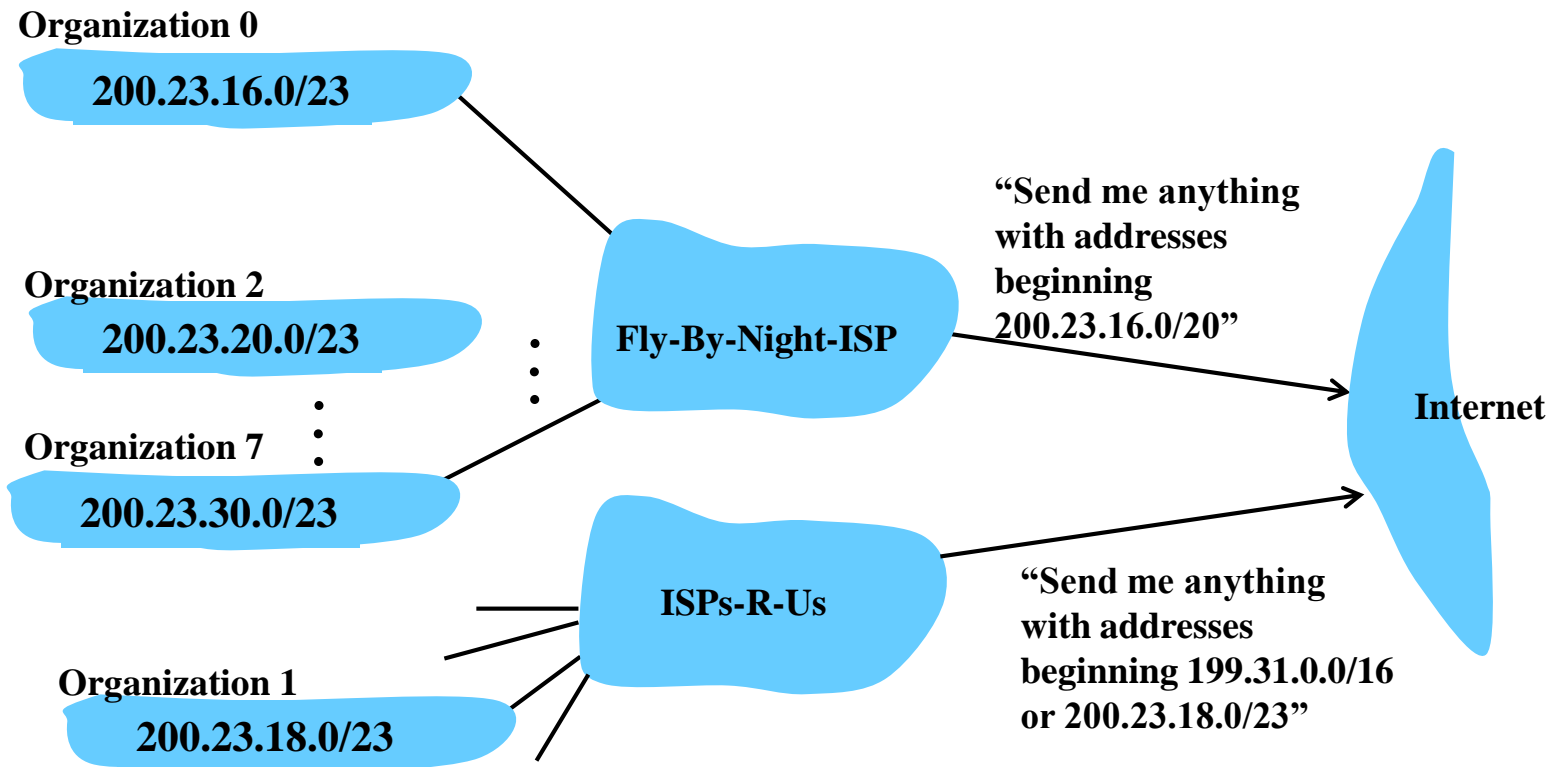 Organization 0
200.23.16.0/23
Organization 2
200.23.20.0/23
Organization 7
200.23.30.0/23
Fly-By-Night-ISP
“Send me anything
with addresses
beginning
200.23.16.0/20”
Internet
ISPs-R-Us
Organization 1
200.23.18.0/23
“Send me anything
with addresses
beginning 199.31.0.0/16
or 200.23.18.0/23”